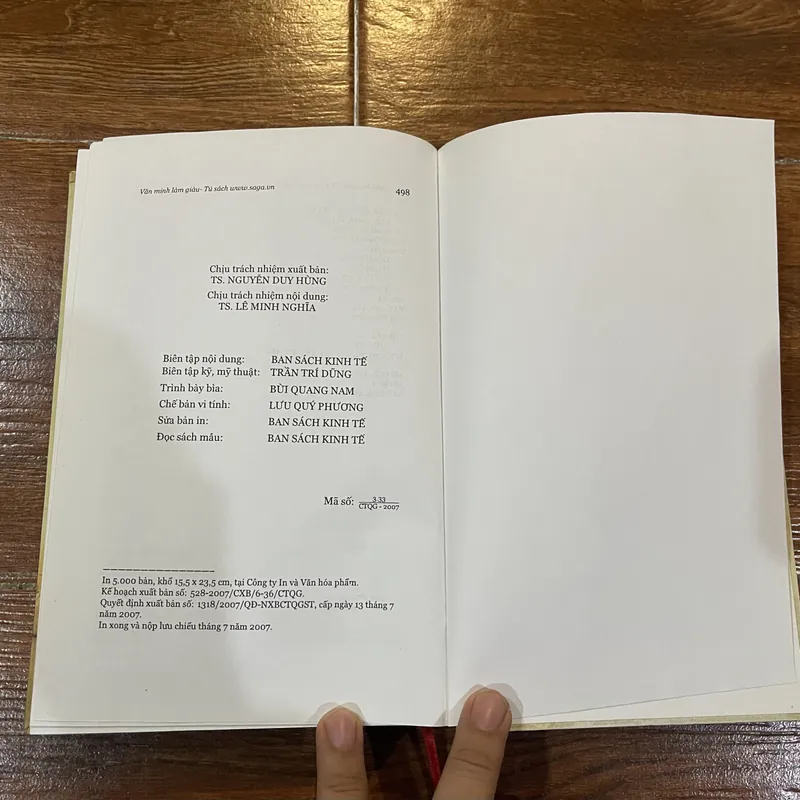 Văn minh làm giàu- Tủ sách www.saga.vn 498
Chịu trách nhiệm xuất bản:
TS. NGUYỄN DUY HÙNG
Chịu trách nhiệm nội dung:
TS. LÊ MINH NGHĨA
Biên tập nội dung: BAN SÁCH KINH TẾ
Biên tập kỹ, mỹ thuật: TRẦN TRÍ DŨNG
Trình bày bìa: BÙI QUANG NAM
Chế bản vi tính: LƯU QUÝ PHƯƠNG
Sửa bản in: BAN SÁCH KINH TẾ
Đọc sách mẫu: BAN SÁCH KINH TẾ
Mã số: 3.33
CTQG - 2007
In 5.000 bản, khổ 15,5 x 23,5 cm, tại Công ty In và Văn hóa phẩm.
Kế hoạch xuất bản số: 528-2007/CXB/6-36/CTQG.
Quyết định xuất bản số: 1318/2007/QĐ-NXBCTQGST, cấp ngày 13 tháng 7
năm 2007.
In xong và nộp lưu chiểu tháng 7 năm 2007.